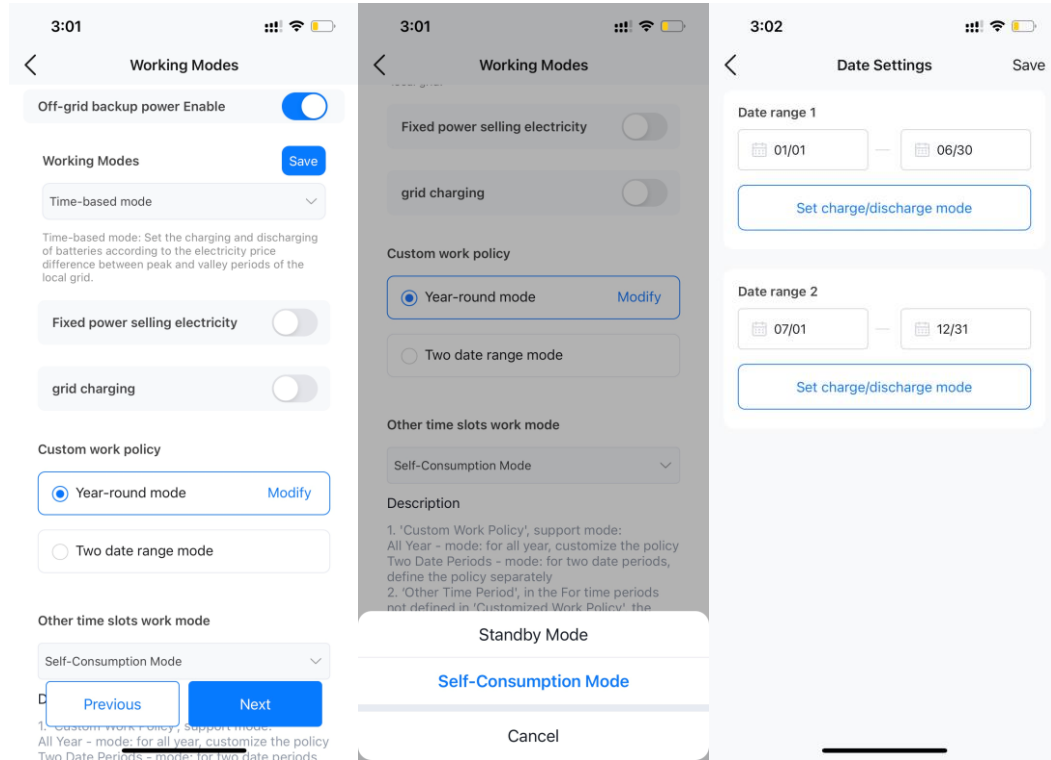 3:01
Working Modes
Off-grid backup power Enable
Working Modes
Save
Time-based mode
Time-based mode: Set the charging and discharging
of batteries according to the electricity price
difference between peak and valley periods of the
local grid.
Fixed power selling electricity
grid charging
Custom work policy
Year-round mode
Modify
Two date range mode
Other time slots work mode
Self-Consumption Mode
Previous
Next
All Year - mode: for all year, customize the policy
Two Date Periods - mode: for two date periods
3:01
Working Modes
Fixed power selling electricity
grid charging
Custom work policy
Year-round mode
Modify
Two date range mode
Other time slots work mode
Self-Consumption Mode
Description
1. 'Custom Work Policy', support mode:
All Year - mode: for all year, customize the policy
Two Date Periods - mode: for two date periods,
define the policy separately
2. 'Other Time Period', in the For time periods
not defined in 'Customized Work Policy', the
Standby Mode
Self-Consumption Mode
Cancel
3:02
Date Settings
Save
Date range 1
01/01 — 06/30
Set charge/discharge mode
Date range 2
07/01 — 12/31
Set charge/discharge mode